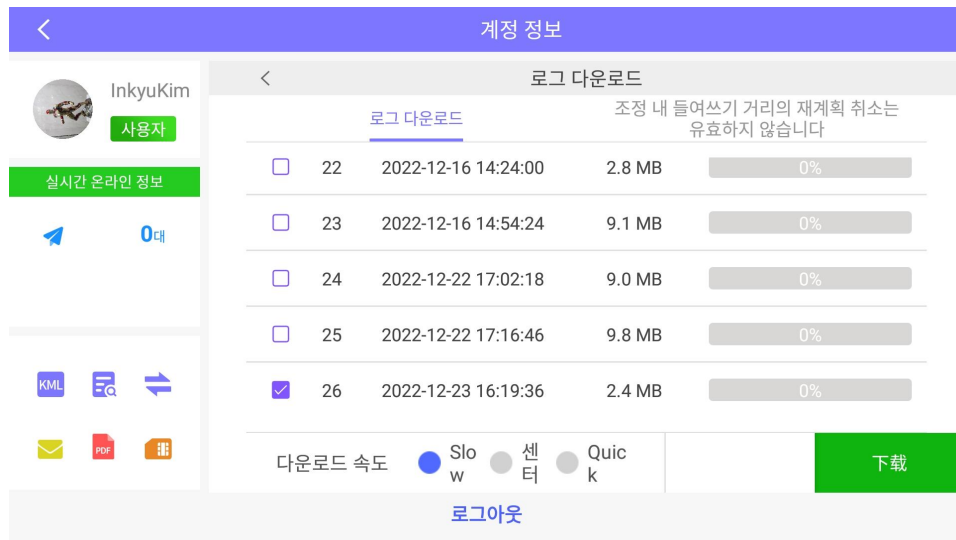 계정 정보
InkyuKim
사용자
실시간 온라인 정보
0대
KML
PDF
로그 다운로드
로그 다운로드
조정 내 들여쓰기 거리의 재계획 취소는
유효하지 않습니다
22 2022-12-16 14:24:00 2.8 MB 0%
23 2022-12-16 14:54:24 9.1 MB 0%
24 2022-12-22 17:02:18 9.0 MB 0%
25 2022-12-22 17:16:46 9.8 MB 0%
26 2022-12-23 16:19:36 2.4 MB 0%
다운로드 속도
Slo
w
센
터
Quic
k
下载
로그아웃